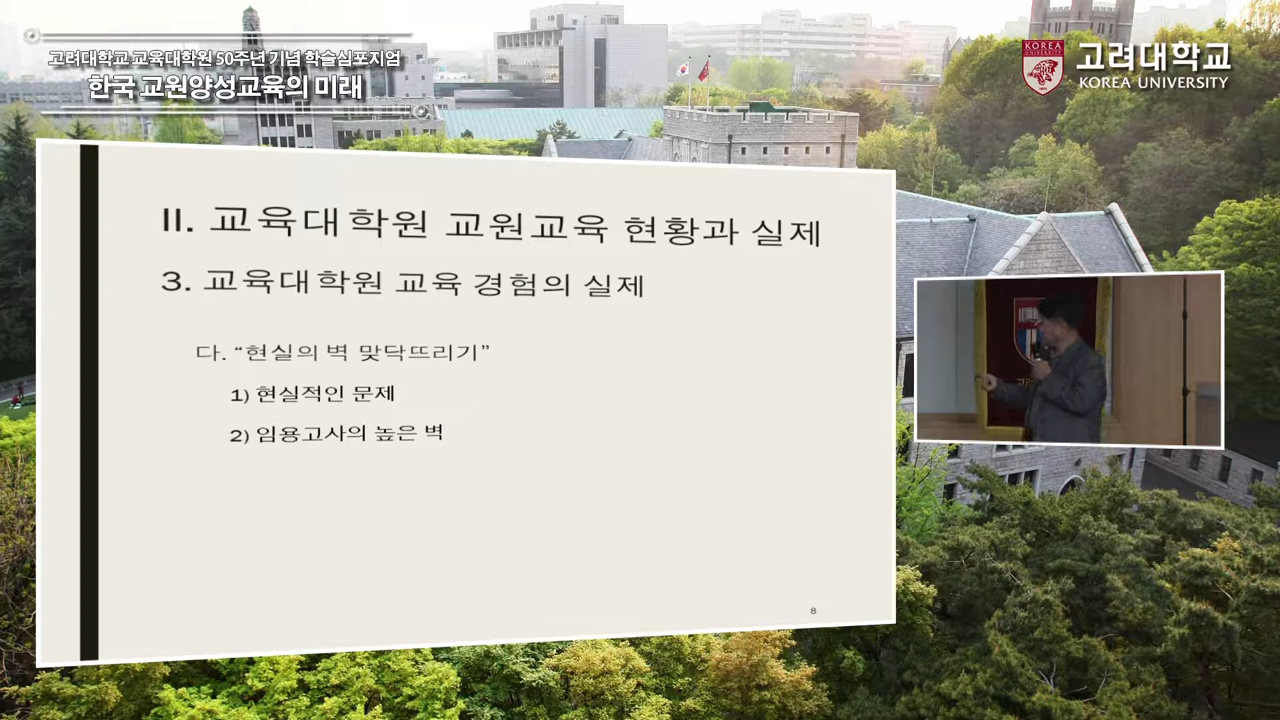 고려대학교 교육대학원 50주년 기념 학술심포지엄
한국 교원양성교육의 미래
KOREA
UNIVERSITY
고려대학교
KOREA UNIVERSITY
II. 교육대학원 교원교육 현황과 실제
3. 교육대학원 교육 경험의 실제
다. “현실의 벽 맞닥뜨리기”
1) 현실적인 문제
2) 임용고사의 높은 벽
8